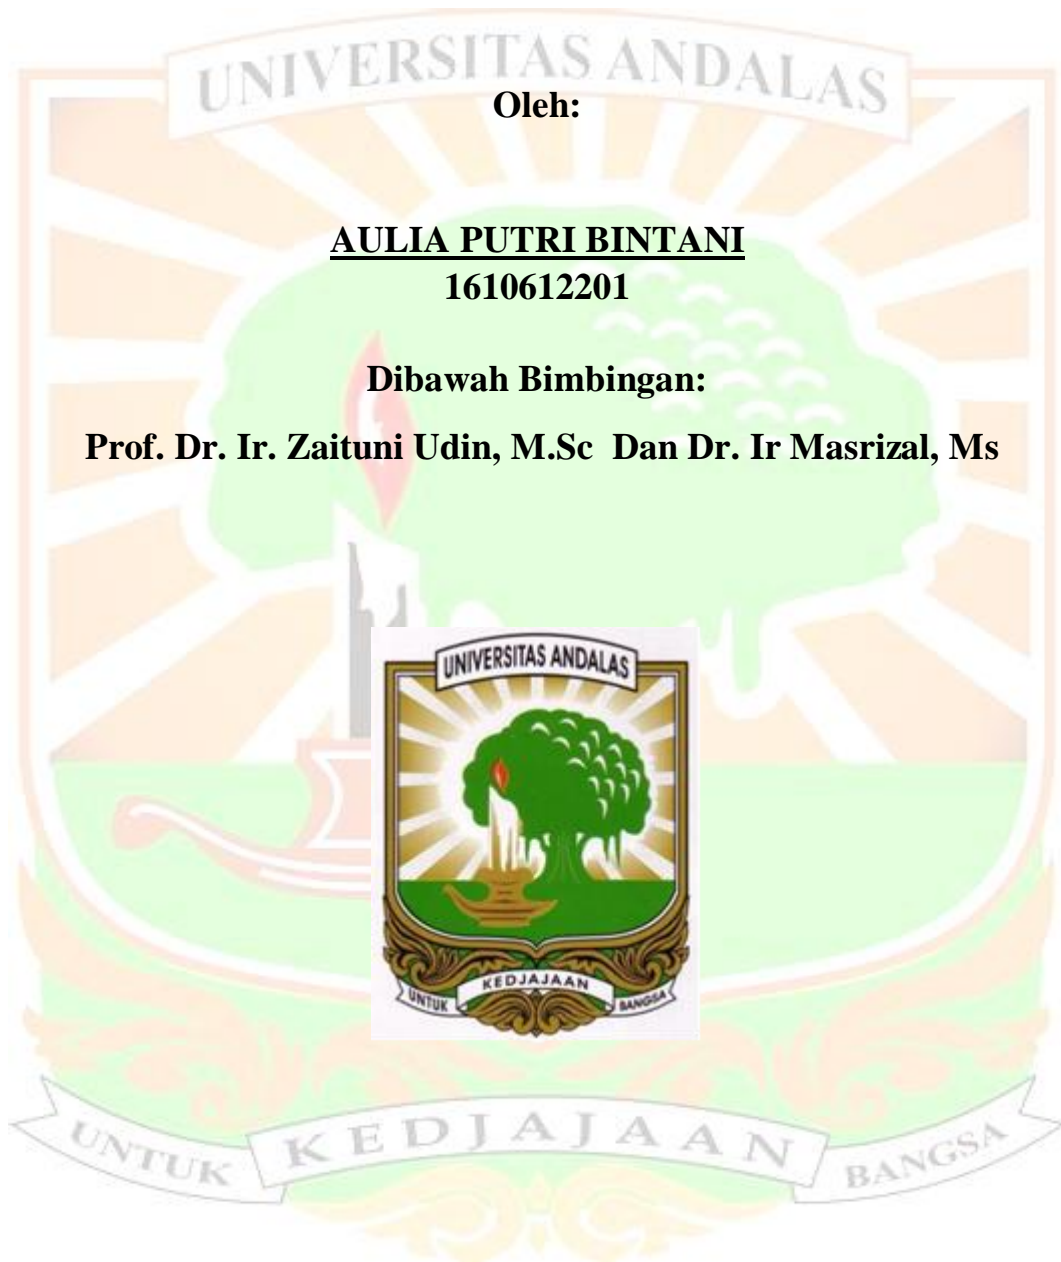 UNIVERSITAS ANDALAS
Oleh:
AULIA PUTRI BINTANI
1610612201
Dibawah Bimbingan:
Prof. Dr. Ir. Zaituni Udin, M.Sc  Dan Dr. Ir Masrizal, Ms
UNIVERSITAS ANDALAS
UNTUK KEDJAJAAN BANGSA
UNTUK KEDJAJAAN BANGSA